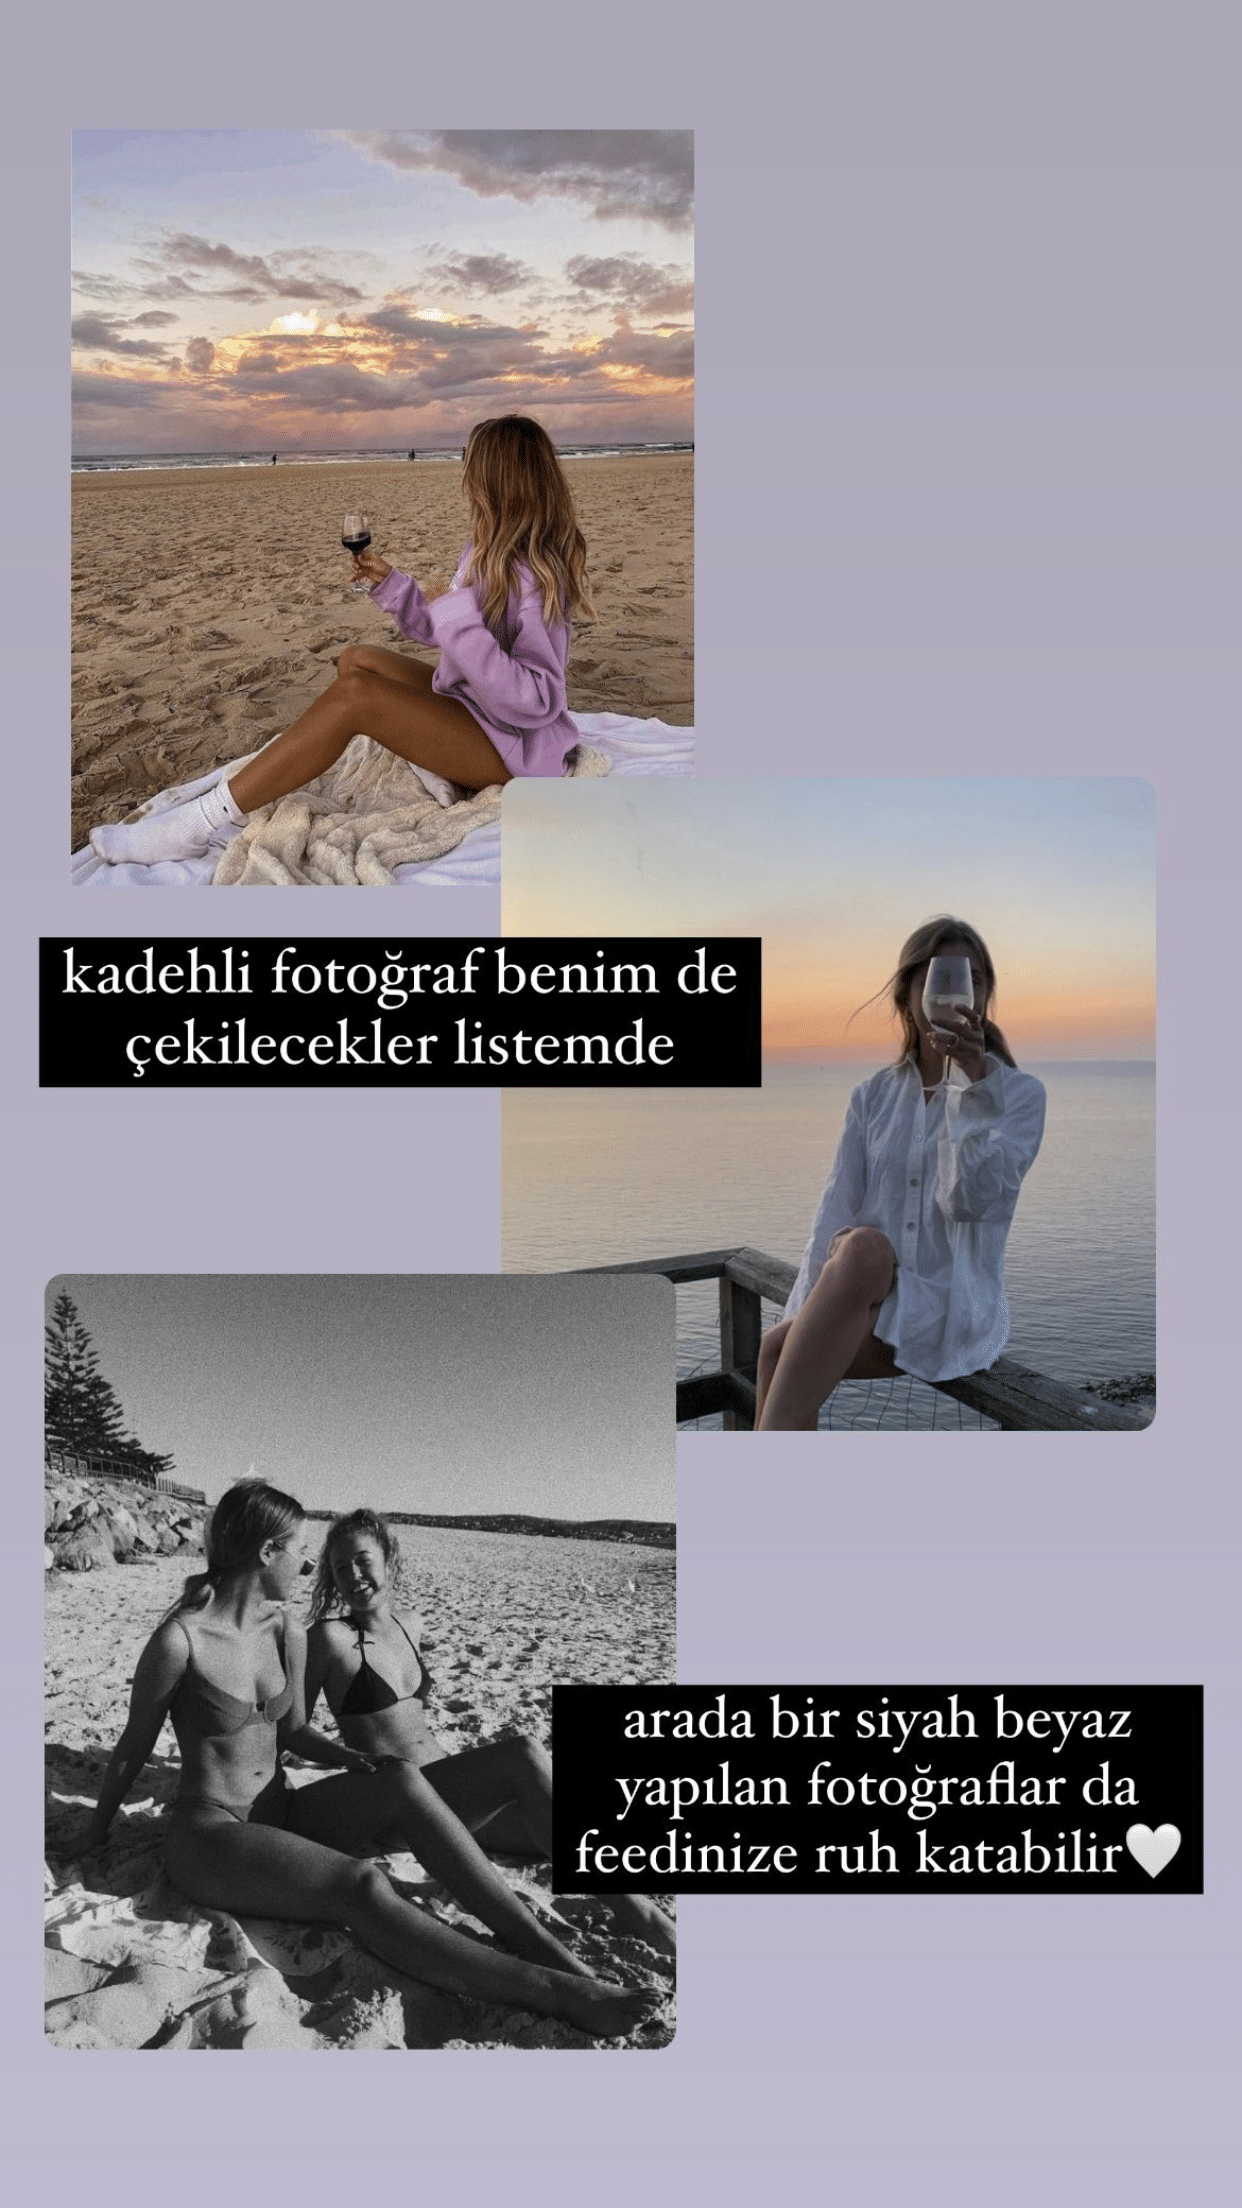 kadehli fotoğraf benim de
çekilecekler listemde
arada bir siyah beyaz
yapılan fotoğraflar da
feedinize ruh katabilir🤍